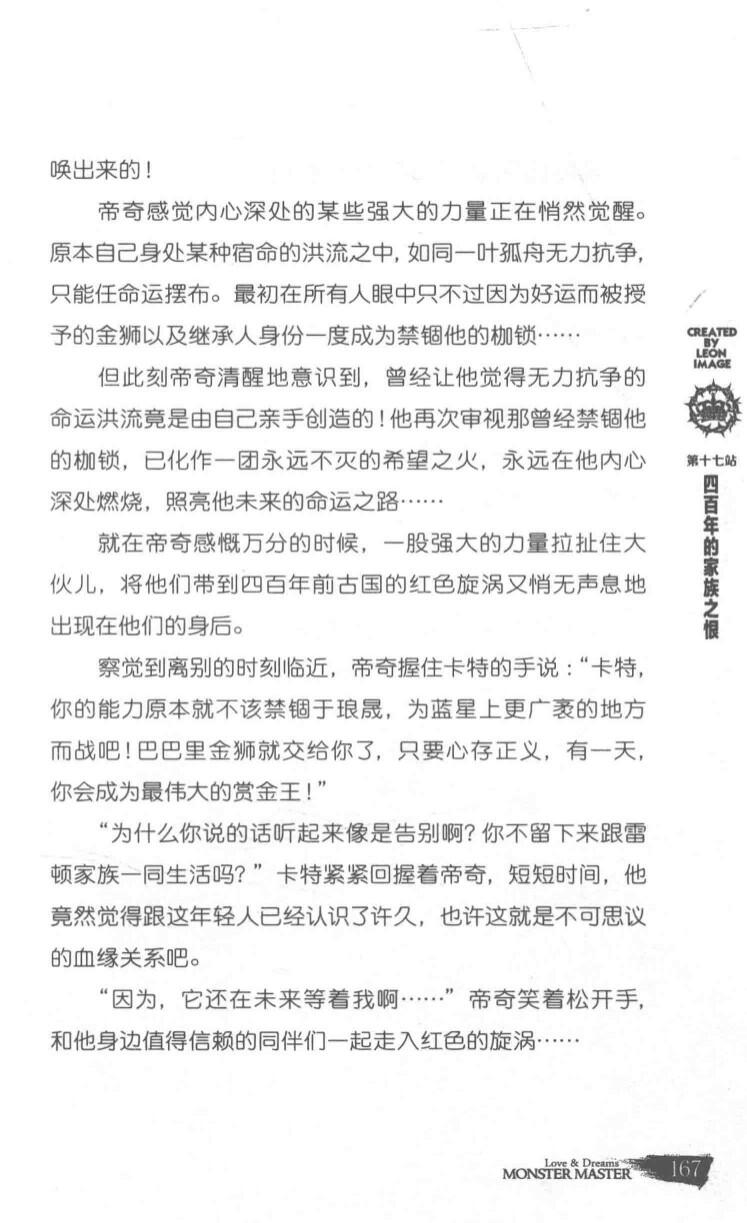 唤出来的！
帝奇感觉内心深处的某些强大的力量正在悄然觉醒。
原本自己身处某种宿命的洪流之中，如同一叶孤舟无力抗争，
只能任命运摆布。最初在所有人眼中只不过因为好运而被授
予的金狮以及继承人身份一度成为禁锢他的枷锁……
但此刻帝奇清醒地意识到，曾经让他觉得无力抗争的
命运洪流竟是由自己亲手创造的！他再次审视那曾经禁锢他
的枷锁，已化作一团永远不灭的希望之火，永远在他内心
深处燃烧，照亮他未来的命运之路……
就在帝奇感慨万分的时候，一股强大的力量拉扯住大
伙儿，将他们带到四百年前古国的红色旋涡又悄无声息地
出现在他们的身后。
察觉到离别的时刻临近，帝奇握住卡特的手说：“卡特，
你的能力原本就不该禁锢于琅晟，为蓝星上更广袤的地方
而战吧！巴巴里金狮就交给你了，只要心存正义，有一天，
你会成为最伟大的赏金王！”
“为什么你说的话听起来像是告别啊？你不留下来跟雷
顿家族一同生活吗？”卡特紧紧回握着帝奇，短短时间，他
竟然觉得跟这年轻人已经认识了许久，也许这就是不可思议
的血缘关系吧。
“因为，它还在未来等着我啊……”帝奇笑着松开手，
和他身边值得信赖的同伴们一起走入红色的旋涡……
CREATED
BY
LEON
IMAGE
第十七站
四百年的家族之恨
Love & Dreams
MONSTER MASTER
167